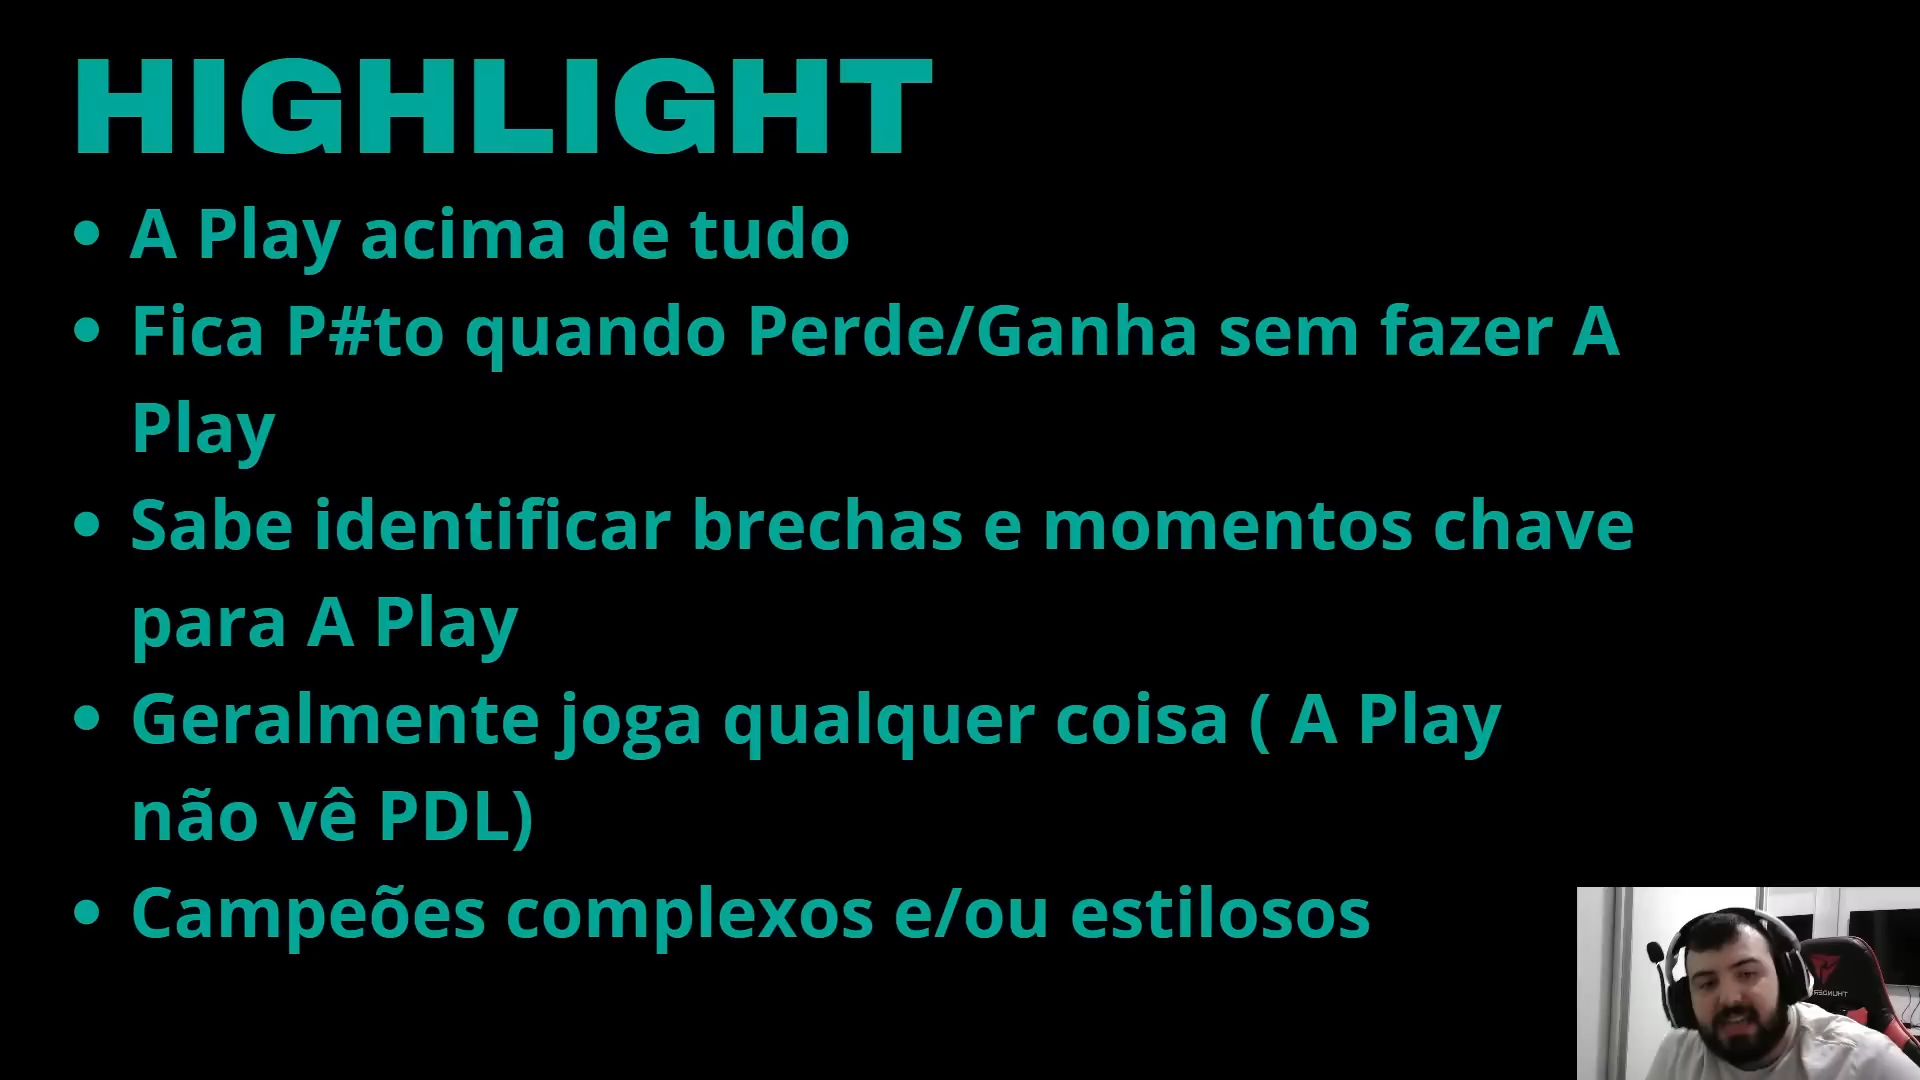 HIGHLIGHT
• A Play acima de tudo
• Fica P#to quando Perde/Ganha sem fazer A
Play
• Sabe identificar brechas e momentos chave
para A Play
• Geralmente joga qualquer coisa ( A Play
não vê PDL)
• Campeões complexos e/ou estilosos